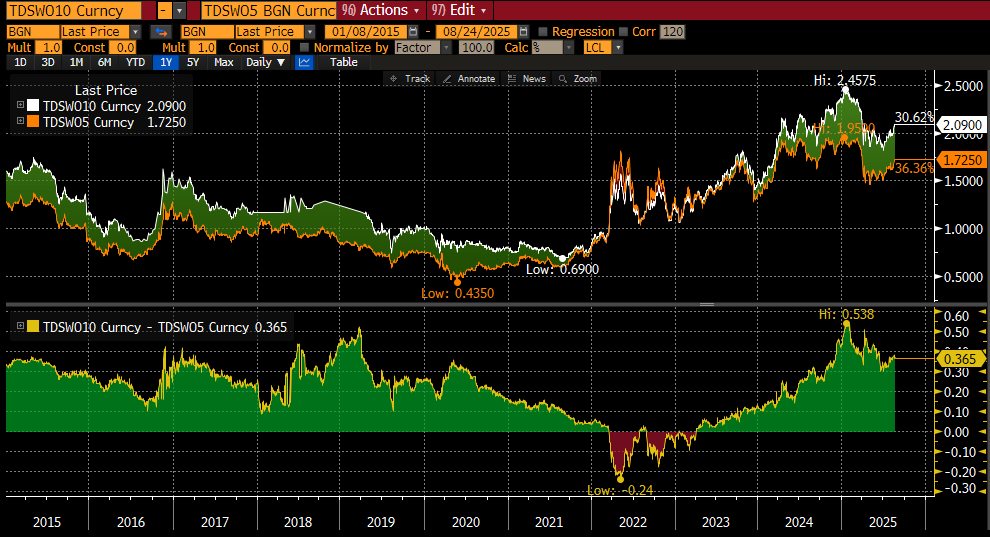 TDSWO10 Curncy - TDSWO5 BGN Curnc 96) Actions 97) Edit
BGN Last Price BGN Last Price 01/08/2015 - 08/24/2025 Regression Corr 120
Mult 1.0 Const 0.0 Mult 1.0 Const 0.0 Normalize by Factor 100.0 Calc % LCL
1D 3D 1M 6M YTD 1Y 5Y Max Daily Table
Track Annotate News Zoom
Hi: 2.4575
2.5000
Last Price
TDSWO10 Curncy 2.0900
TDSWO5 Curncy 1.7250
30.62%
2.0900
Hi: 1.9500
2.0000
1.7250
36.36%
1.5000
1.0000
Low: 0.6900
0.5000
Low: 0.4350
TDSWO10 Curncy - TDSWO5 Curncy 0.365
Hi: 0.538
0.60
0.50
0.40
0.365
0.30
0.20
0.10
0.00
-0.10
-0.20
-0.30
Low: -0.24
2015 2016 2017 2018 2019 2020 2021 2022 2023 2024 2025